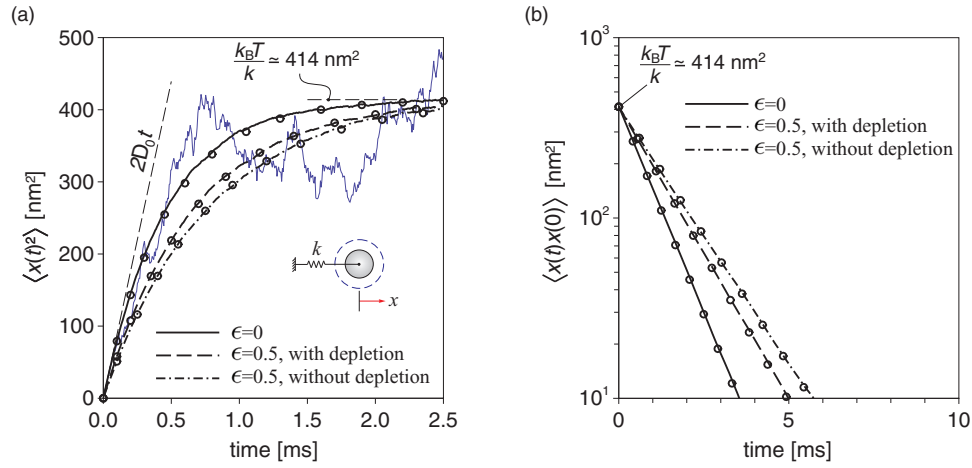 (a)
500
400
300
200
100
0
⟨x(t)²⟩ [nm²]
2D₀t
k_BT/k ≃ 414 nm²
k
x
ϵ=0
ϵ=0.5, with depletion
ϵ=0.5, without depletion
0.0 0.5 1.0 1.5 2.0 2.5
time [ms]
(b)
10³
10²
10¹
⟨x(t)x(0)⟩ [nm²]
k_BT/k ≃ 414 nm²
ϵ=0
ϵ=0.5, with depletion
ϵ=0.5, without depletion
0 5 10
time [ms]